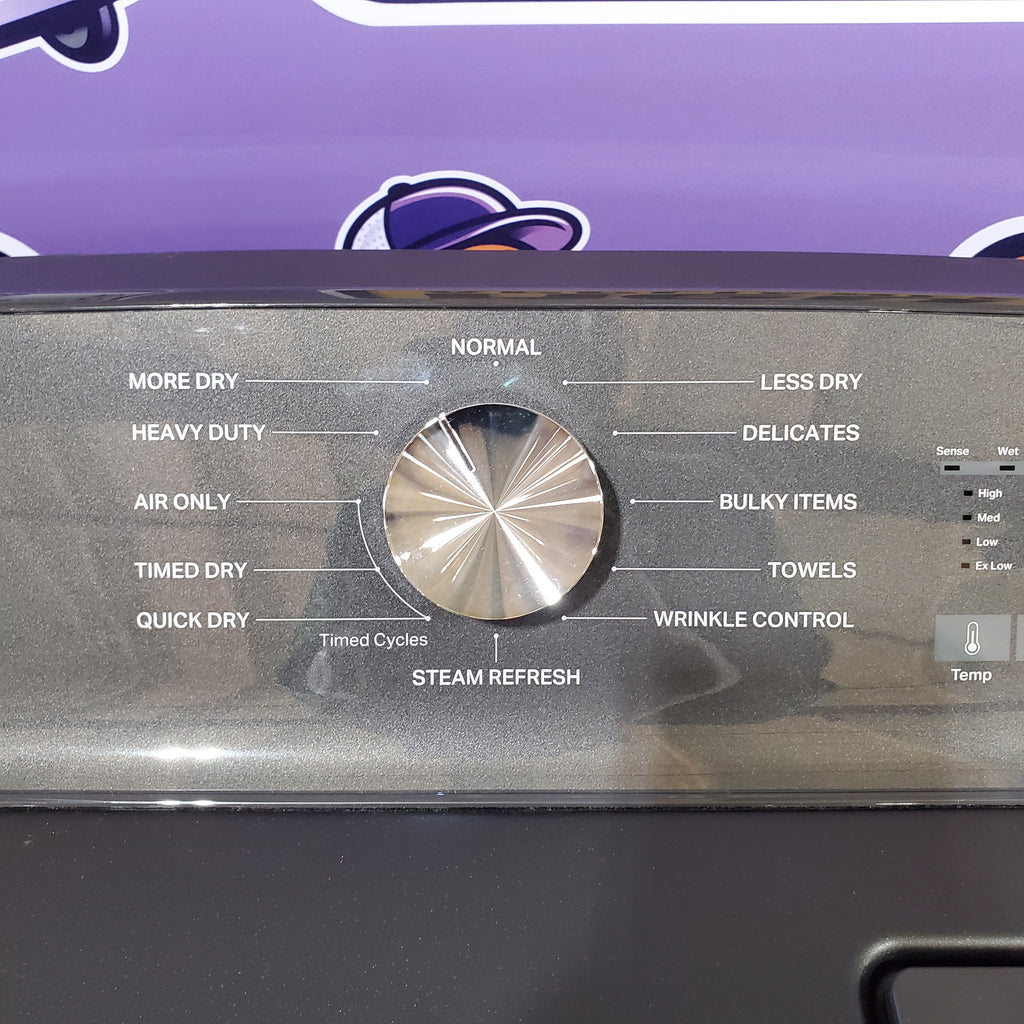 NORMAL
MORE DRY
LESS DRY
HEAVY DUTY
DELICATES
Sense Wet
High
AIR ONLY
BULKY ITEMS
Med
Low
Ex Low
TIMED DRY
TOWELS
QUICK DRY
WRINKLE CONTROL
Timed Cycles
STEAM REFRESH
Temp